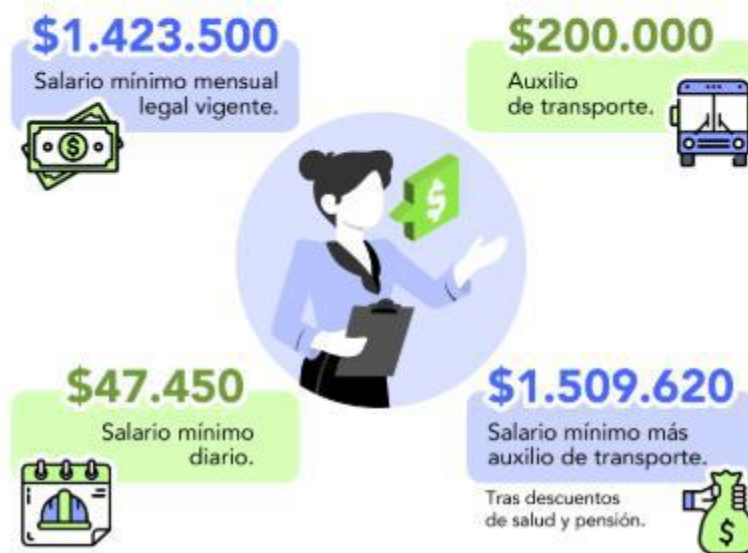 $1.423.500
Salario mínimo mensual
legal vigente.
$200.000
Auxilio
de transporte.
$47.450
Salario mínimo
diario.
$1.509.620
Salario mínimo más
auxilio de transporte.
Tras descuentos
de salud y pensión.